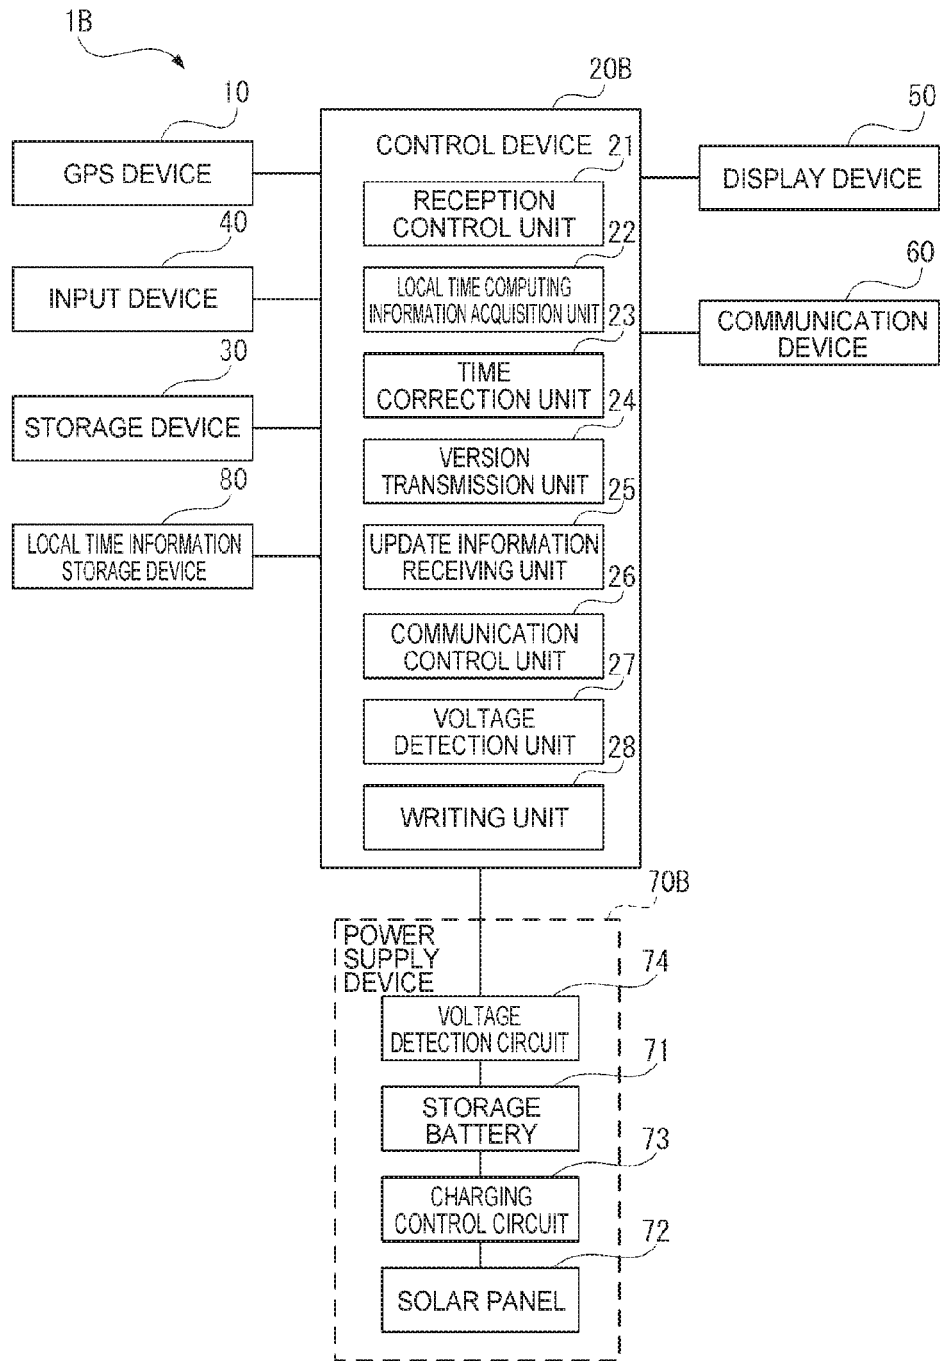 1B
20B
10
50
CONTROL DEVICE
21
GPS DEVICE
DISPLAY DEVICE
RECEPTION
CONTROL UNIT
40
22
60
INPUT DEVICE
LOCAL TIME COMPUTING
INFORMATION ACQUISITION UNIT
23
COMMUNICATION
DEVICE
30
TIME
CORRECTION UNIT
24
STORAGE DEVICE
VERSION
TRANSMISSION UNIT
80
25
LOCAL TIME INFORMATION
STORAGE DEVICE
UPDATE INFORMATION
RECEIVING UNIT
26
COMMUNICATION
CONTROL UNIT
27
VOLTAGE
DETECTION UNIT
28
WRITING UNIT
70B
POWER
SUPPLY
DEVICE
74
VOLTAGE
DETECTION CIRCUIT
71
STORAGE
BATTERY
73
CHARGING
CONTROL CIRCUIT
72
SOLAR PANEL